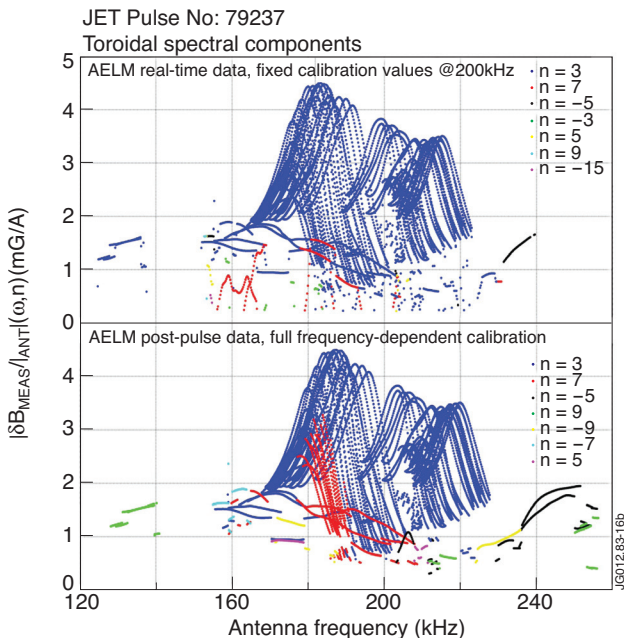 JET Pulse No: 79237
Toroidal spectral components
AELM real-time data, fixed calibration values @200kHz
n = 3
n = 7
n = −5
n = −3
n = 5
n = 9
n = −15
5
4
3
2
1
0
AELM post-pulse data, full frequency-dependent calibration
n = 3
n = 7
n = −5
n = 9
n = −9
n = −7
n = 5
4
3
2
1
0
|δB_MEAS/I_ANT|(ω,n)(mG/A)
120 160 200 240
Antenna frequency (kHz)
JG012.83-16b